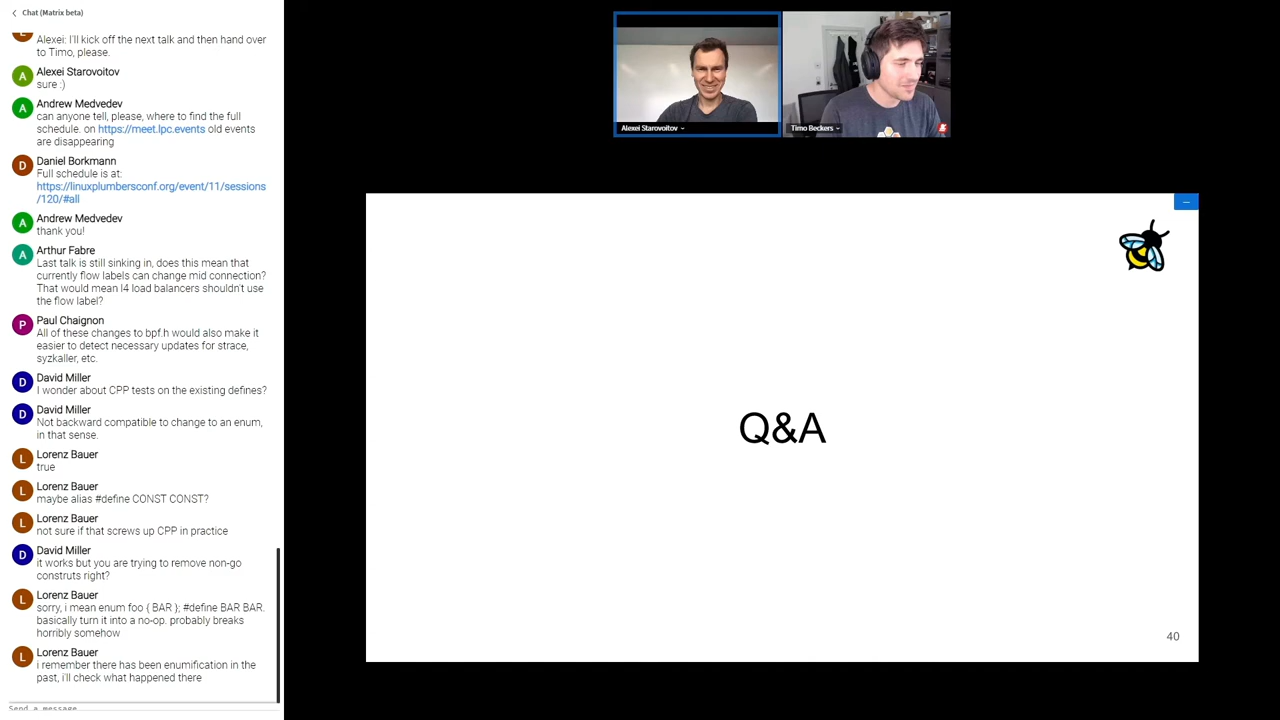 Chat (Matrix beta)
Alexei: I'll kick off the next talk and then hand over
to Timo, please.
A Alexei Starovoitov
sure :)
A Andrew Medvedev
can anyone tell, please, where to find the full
schedule. on https://meet.lpc.events old events
are disappearing
D Daniel Borkmann
Full schedule is at:
https://linuxplumbersconf.org/event/11/sessions
/120/#all
A Andrew Medvedev
thank you!
A Arthur Fabre
Last talk is still sinking in, does this mean that
currently flow labels can change mid connection?
That would mean l4 load balancers shouldn't use
the flow label?
P Paul Chaignon
All of these changes to bpf.h would also make it
easier to detect necessary updates for strace,
syzkaller, etc.
D David Miller
I wonder about CPP tests on the existing defines?
D David Miller
Not backward compatible to change to an enum,
in that sense.
L Lorenz Bauer
true
L Lorenz Bauer
maybe alias #define CONST CONST?
L Lorenz Bauer
not sure if that screws up CPP in practice
D David Miller
it works but you are trying to remove non-go
construts right?
L Lorenz Bauer
sorry, i mean enum foo { BAR }; #define BAR BAR.
basically turn it into a no-op. probably breaks
horribly somehow
L Lorenz Bauer
i remember there has been enumification in the
past, i'll check what happened there
Send a message
Alexei Starovoitov
Timo Beckers
Q&A
40